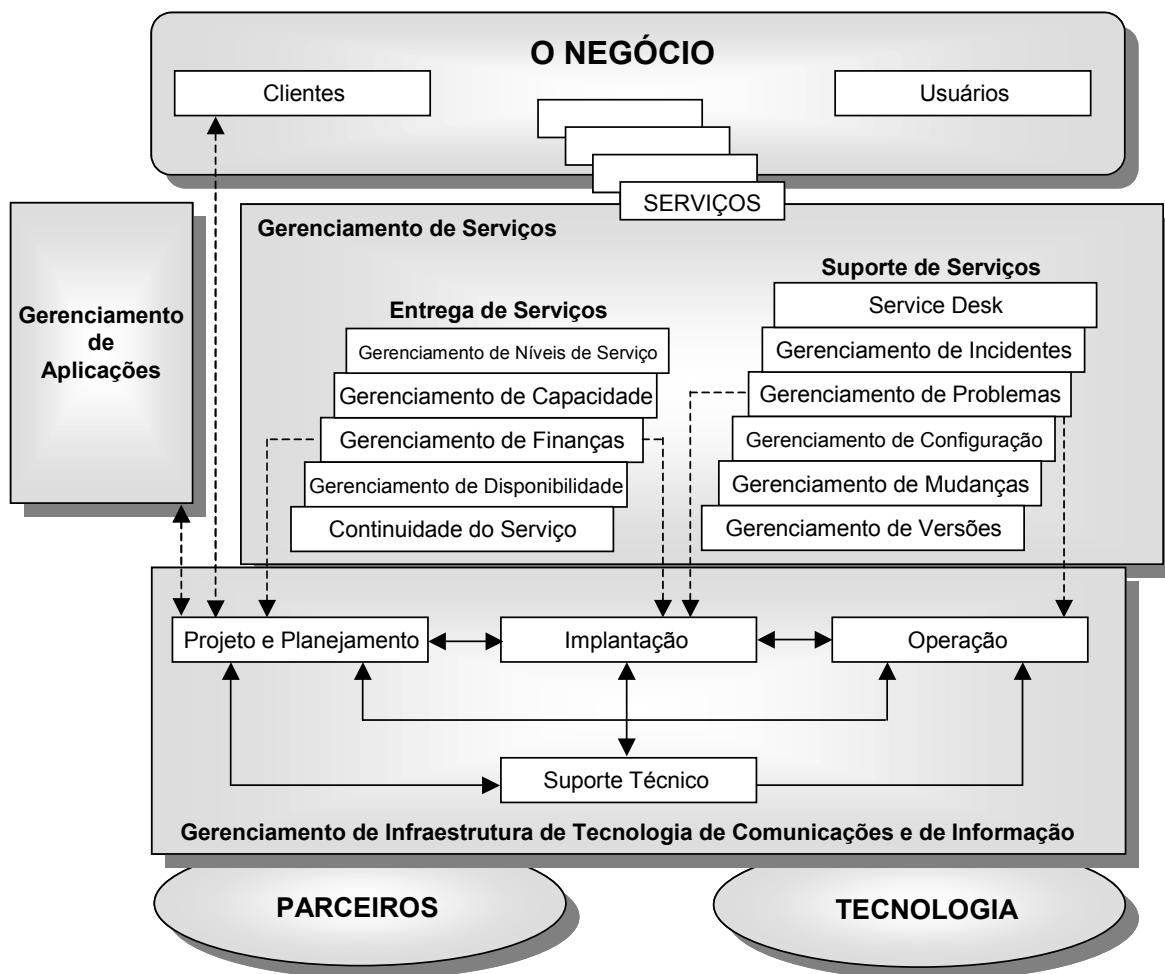 O NEGÓCIO
Clientes
Usuários
SERVIÇOS
Gerenciamento de Serviços
Gerenciamento
de
Aplicações
Entrega de Serviços
Gerenciamento de Níveis de Serviço
Gerenciamento de Capacidade
Gerenciamento de Finanças
Gerenciamento de Disponibilidade
Continuidade do Serviço
Suporte de Serviços
Service Desk
Gerenciamento de Incidentes
Gerenciamento de Problemas
Gerenciamento de Configuração
Gerenciamento de Mudanças
Gerenciamento de Versões
Projeto e Planejamento
Implantação
Operação
Suporte Técnico
Gerenciamento de Infraestrutura de Tecnologia de Comunicações e de Informação
PARCEIROS
TECNOLOGIA